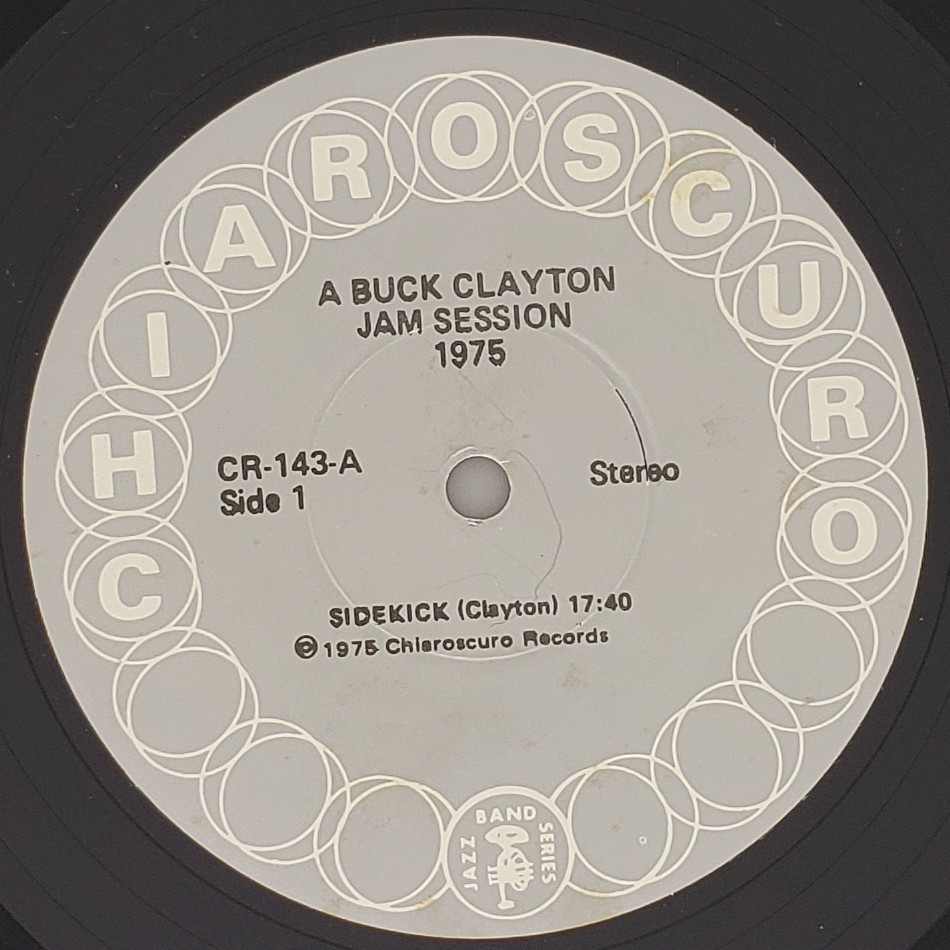 CHIAROSCURO
A BUCK CLAYTON
JAM SESSION
1975
CR-143-A
Side 1
Stereo
SIDEKICK (Clayton) 17:40
℗ 1975 Chiaroscuro Records
JAZZ BAND SERIES